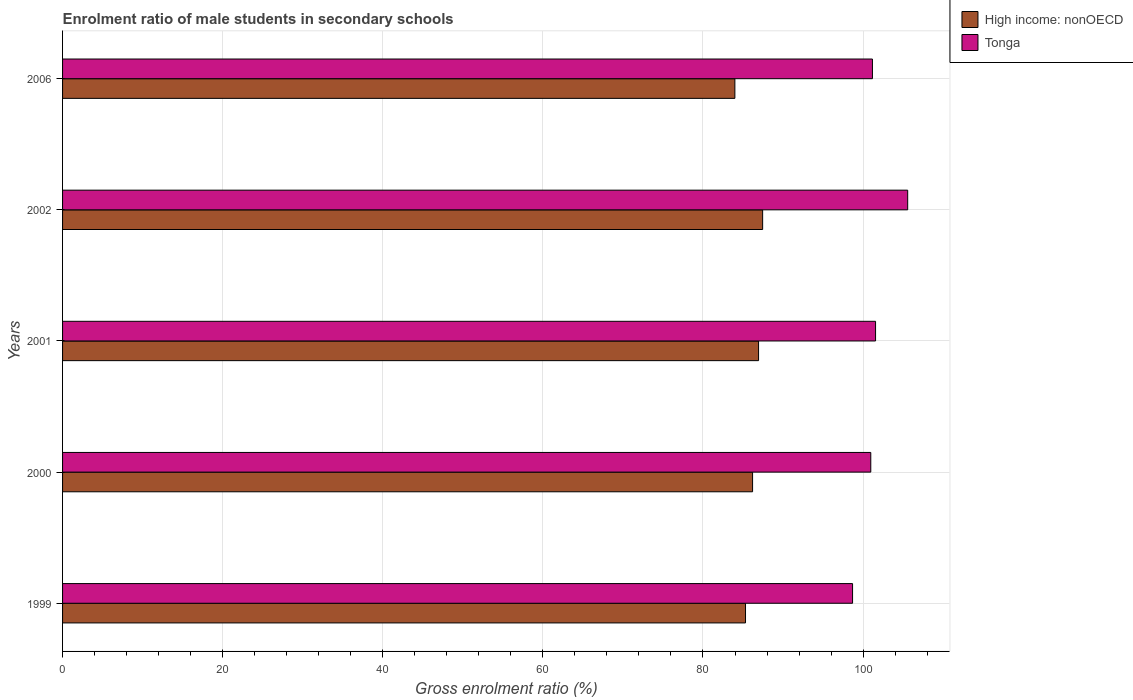 Enrolment ratio of male students in secondary schools
High income: nonOECD
Tonga
Years
2006
2002
2001
2000
1999
0
20
40
60
80
100
Gross enrolment ratio (%)